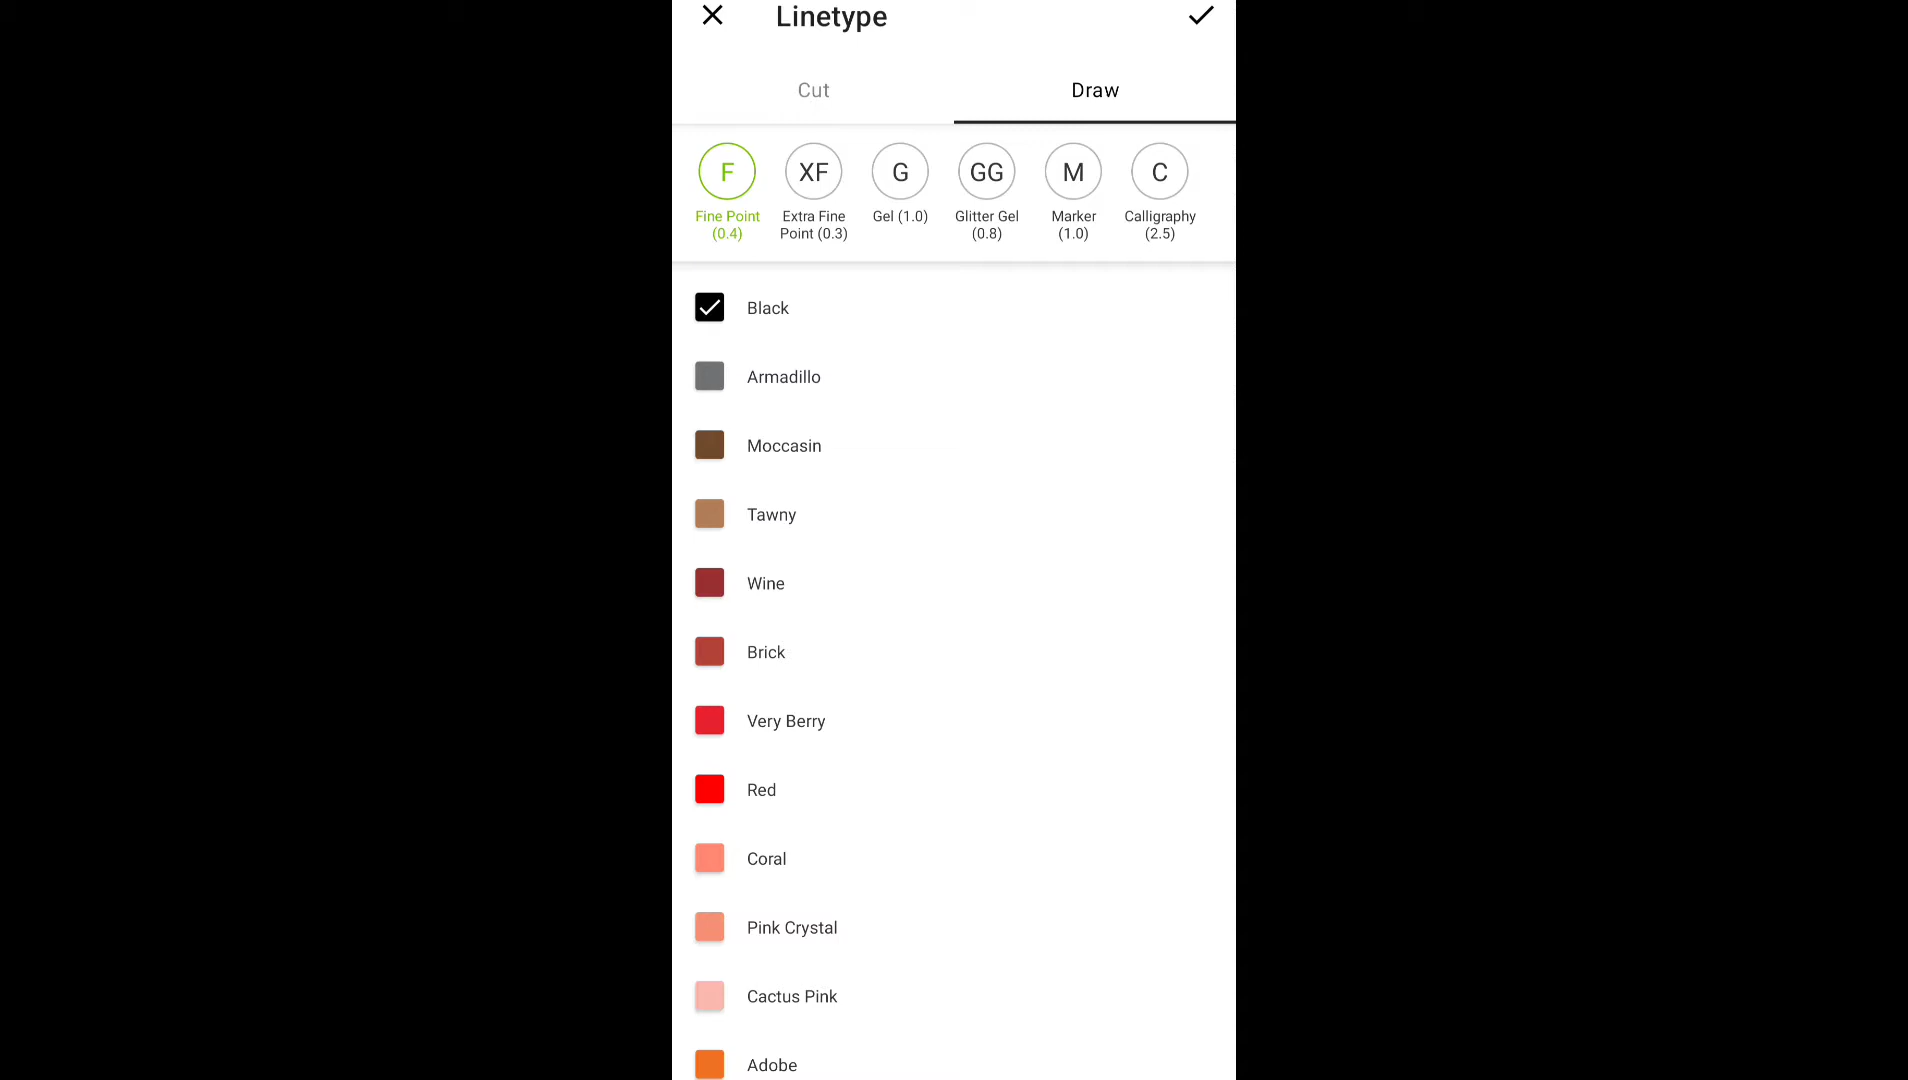 Linetype
Cut
Draw
F
XF
G
GG
M
C
Fine Point
(0.4)
Extra Fine
Point (0.3)
Gel (1.0)
Glitter Gel
(0.8)
Marker
(1.0)
Calligraphy
(2.5)
Black
Armadillo
Moccasin
Tawny
Wine
Brick
Very Berry
Red
Coral
Pink Crystal
Cactus Pink
Adobe